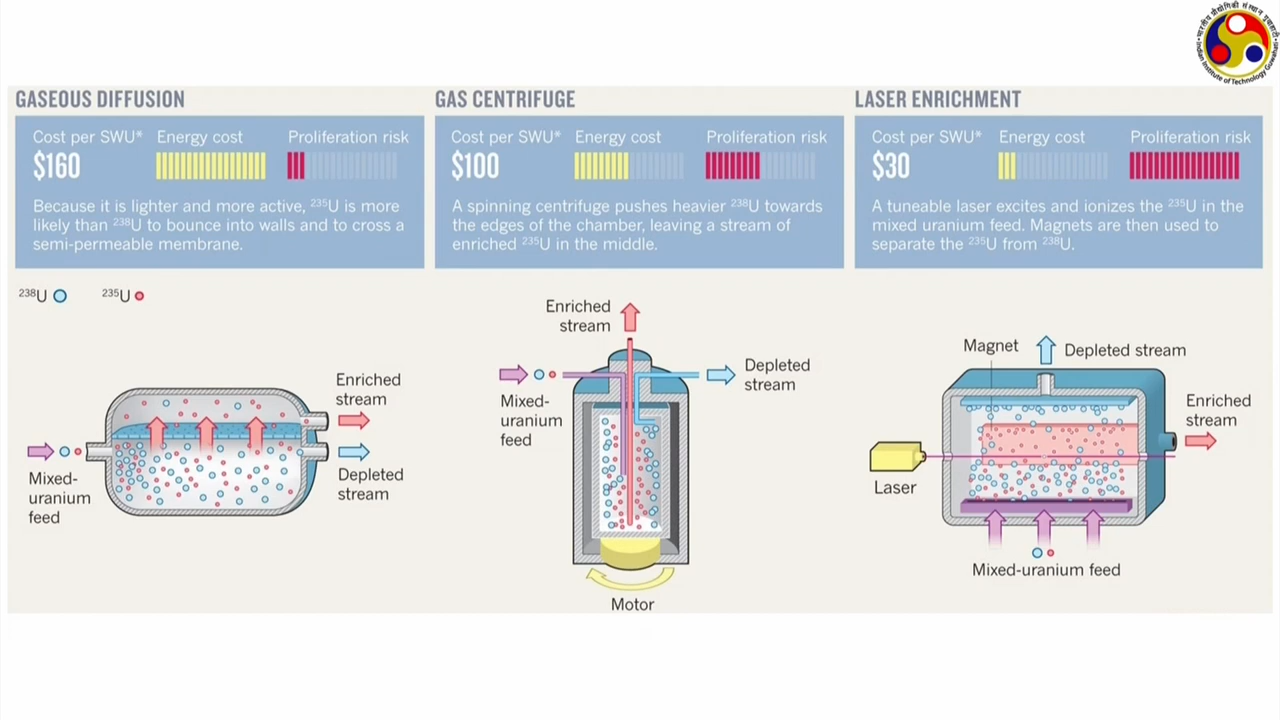 भारतीय प्रौद्योगिकी संस्थान गुवाहाटी
Indian Institute of Technology Guwahati
GASEOUS DIFFUSION
Cost per SWU* Energy cost Proliferation risk
$160
Because it is lighter and more active, ²³⁵U is more
likely than ²³⁸U to bounce into walls and to cross a
semi-permeable membrane.
GAS CENTRIFUGE
Cost per SWU* Energy cost Proliferation risk
$100
A spinning centrifuge pushes heavier ²³⁸U towards
the edges of the chamber, leaving a stream of
enriched ²³⁵U in the middle.
LASER ENRICHMENT
Cost per SWU* Energy cost Proliferation risk
$30
A tuneable laser excites and ionizes the ²³⁵U in the
mixed uranium feed. Magnets are then used to
separate the ²³⁵U from ²³⁸U.
²³⁸U ²³⁵U
Enriched
stream
Mixed-
uranium
feed
Depleted
stream
Enriched
stream
Mixed-
uranium
feed
Depleted
stream
Motor
Magnet
Depleted stream
Enriched
stream
Laser
Mixed-uranium feed